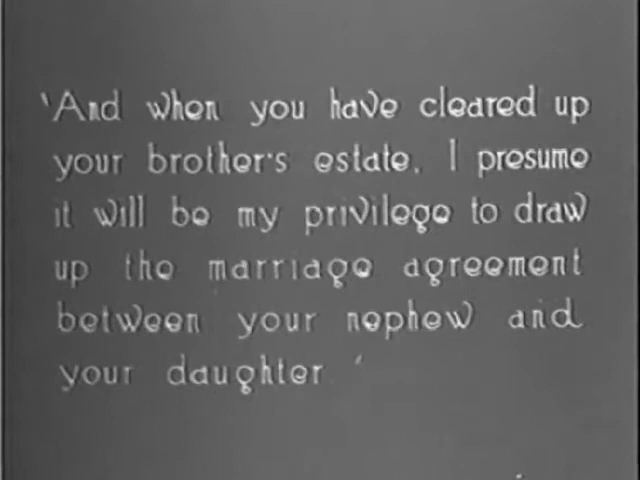 'And when you have cleared up
your brother's estate, I presume
it will be my privilege to draw
up the marriage agreement
between your nephew and
your daughter.'